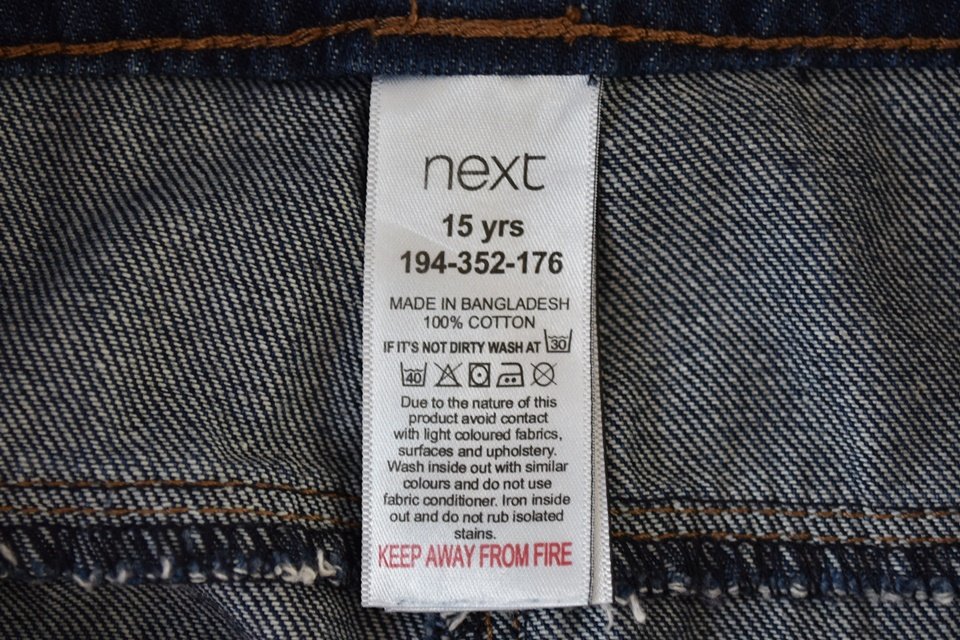 next
15 yrs
194-352-176
MADE IN BANGLADESH
100% COTTON
IF IT'S NOT DIRTY WASH AT 30
40
Due to the nature of this
product avoid contact
with light coloured fabrics,
surfaces and upholstery.
Wash inside out with similar
colours and do not use
fabric conditioner. Iron inside
out and do not rub isolated
stains.
KEEP AWAY FROM FIRE